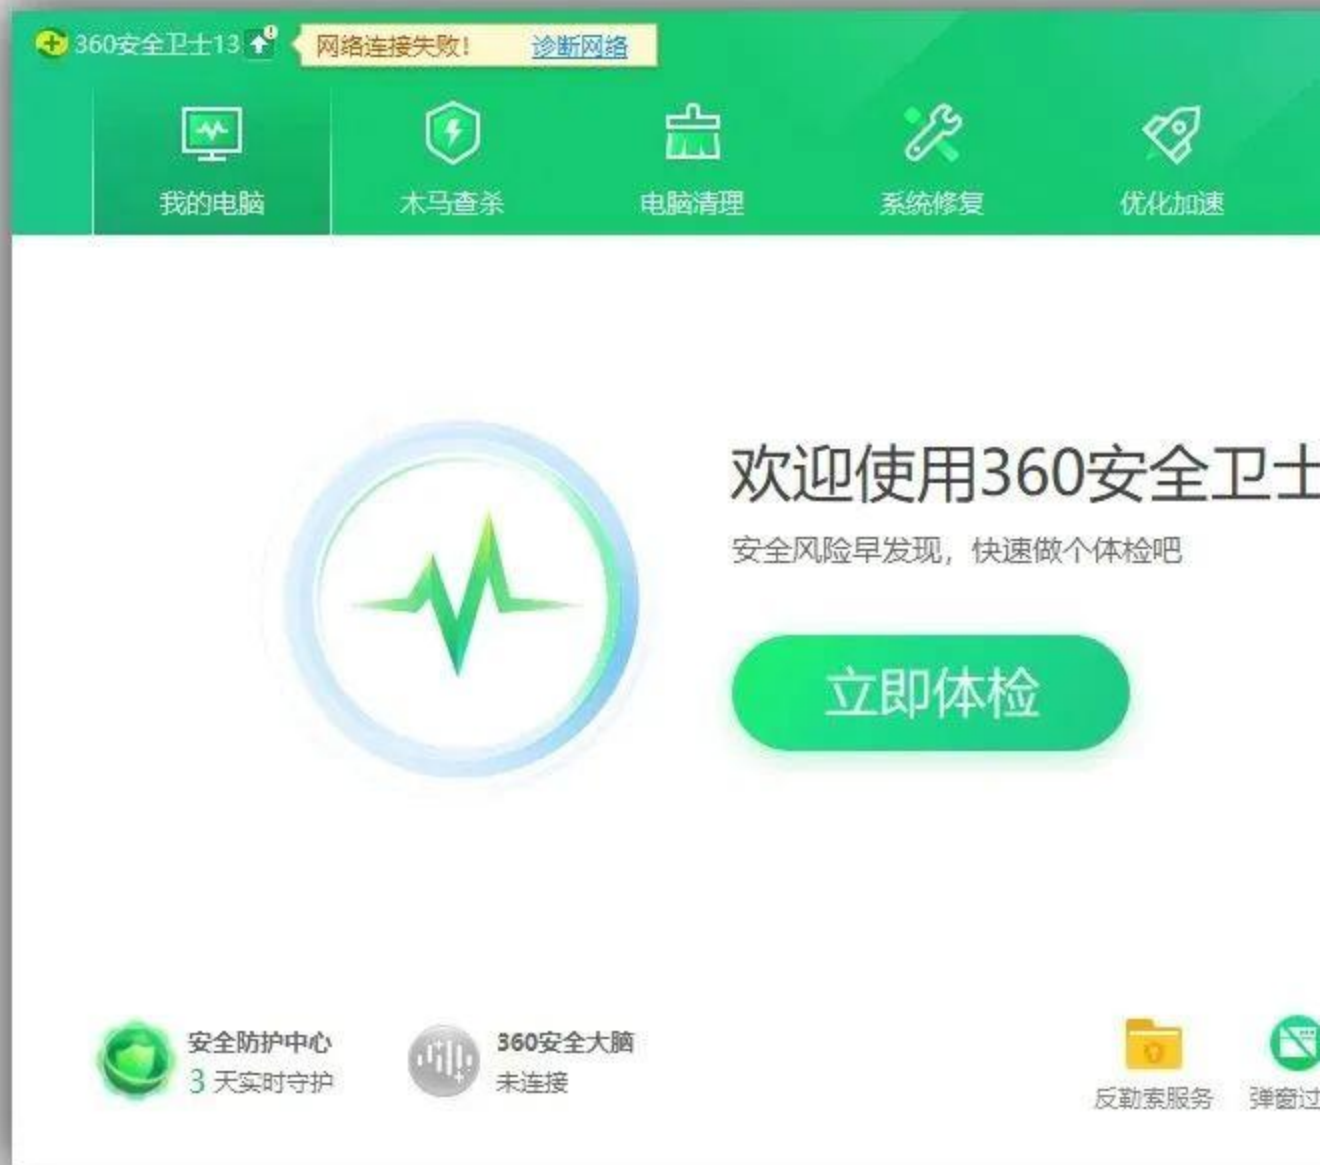 360安全卫士13
网络连接失败! 诊断网络
我的电脑 木马查杀 电脑清理 系统修复 优化加速
欢迎使用360安全卫士
安全风险早发现，快速做个体检吧
立即体检
安全防护中心
3 天实时守护
360安全大脑
未连接
反勒索服务
弹窗过